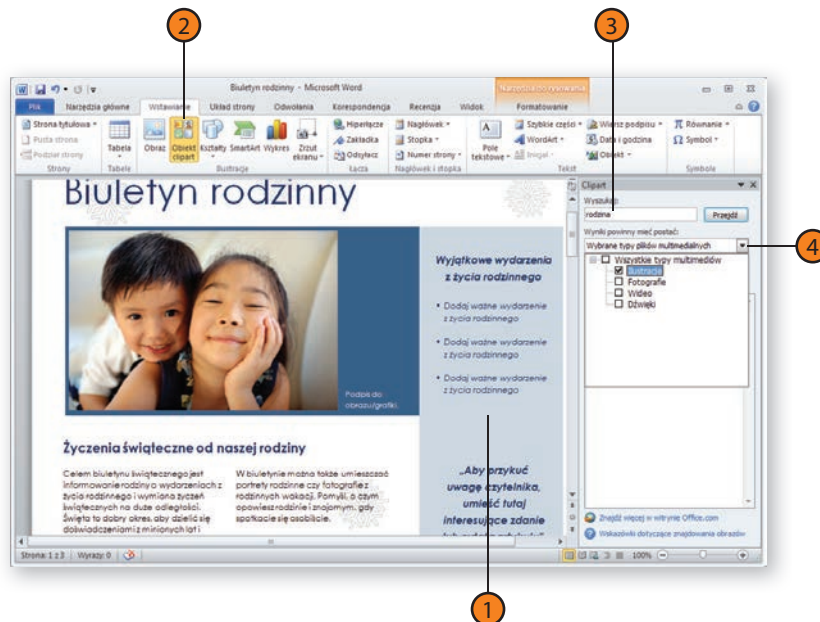 2
3
Biuletyn rodzinny - Microsoft Word
Narzędzia do rysowania
Plik Narzędzia główne Wstawianie Układ strony Odwołania Korespondencja Recenzja Widok Formatowanie
Strona tytułowa
Pusta strona
Podział strony
Strony
Tabela
Tabele
Obraz
Obiekt
clipart
Kształty
SmartArt
Wykres
Zrzut
ekranu
Ilustracje
Hiperłącze
Zakładka
Odsyłacz
Łącza
Nagłówek
Stopka
Numer strony
Nagłówek i stopka
Pole
tekstowe
Szybkie części
WordArt
Inicjał
Wiersz podpisu
Data i godzina
Obiekt
Tekst
Równanie
Symbol
Symbole
Biuletyn rodzinny
Podpis do
obrazu/grafiki.
Wyjątkowe wydarzenia
z życia rodzinnego
• Dodaj ważne wydarzenie
z życia rodzinnego
• Dodaj ważne wydarzenie
z życia rodzinnego
• Dodaj ważne wydarzenie
z życia rodzinnego
„Aby przykuć
uwagę czytelnika,
umieść tutaj
interesujące zdanie
Życzenia świąteczne od naszej rodziny
Celem biuletynu świątecznego jest
informowanie rodziny o wydarzeniach z
życia rodzinnego i wymiana życzeń
świątecznych na duże odległości.
Święta to dobry okres, aby dzielić się
doświadczeniami z minionych lat i
W biuletynie można także umieszczać
portrety rodzinne czy fotografie z
rodzinnych wakacji. Pomyśl, o czym
opowiesz rodzinie i znajomym, gdy
spotkacie się osobiście.
Clipart
Wyszukaj:
rodzina
Przejdź
Wyniki powinny mieć postać:
Wybrane typy plików multimedialnych
4
Wszystkie typy multimediów
Ilustracje
Fotografie
Wideo
Dźwięki
Znajdź więcej w witrynie Office.com
Wskazówki dotyczące znajdowania obrazów
Strona: 1 z 3 Wyrazy: 0
100%
1